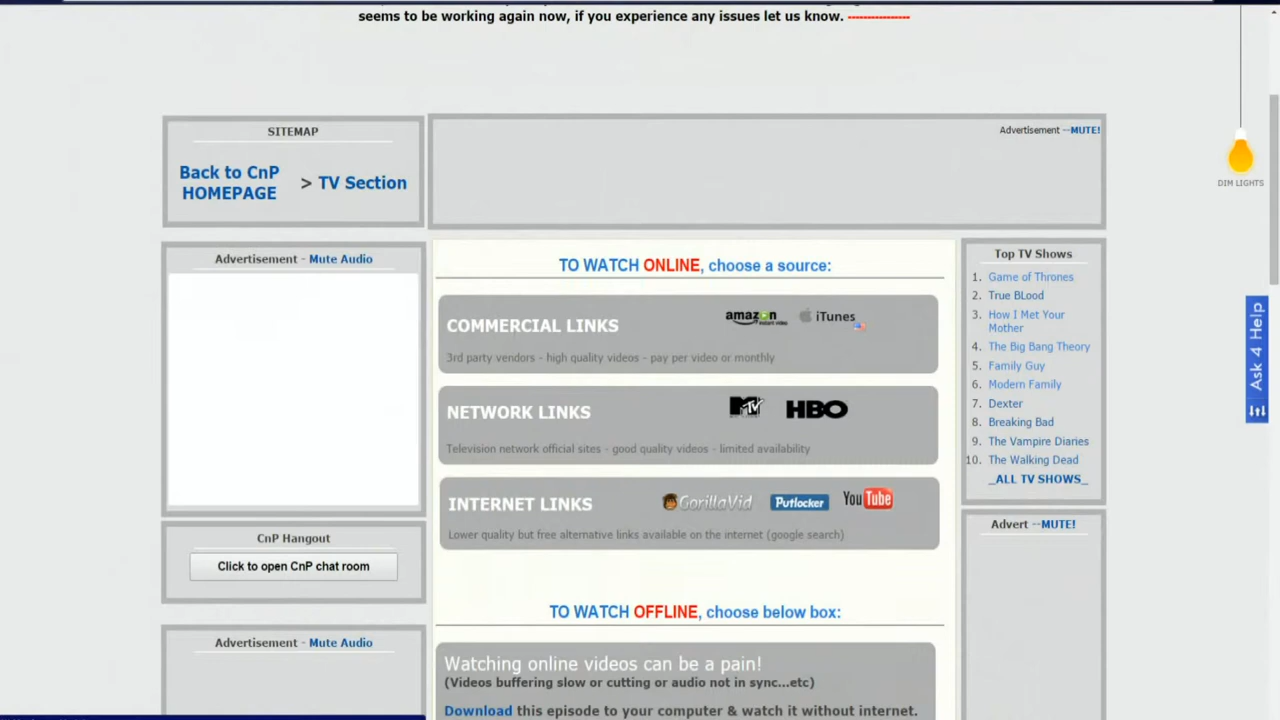 seems to be working again now, if you experience any issues let us know. ---------------
SITEMAP
Back to CnP HOMEPAGE > TV Section
Advertisement --MUTE!
DIM LIGHTS
Advertisement - Mute Audio
TO WATCH ONLINE, choose a source:
COMMERCIAL LINKS
amazon instant video iTunes
3rd party vendors - high quality videos - pay per video or monthly
NETWORK LINKS
MTV HBO
Television network official sites - good quality videos - limited availability
INTERNET LINKS
GorillaVid Putlocker YouTube
Lower quality but free alternative links available on the internet (google search)
Top TV Shows
1. Game of Thrones
2. True BLood
3. How I Met Your
Mother
4. The Big Bang Theory
5. Family Guy
6. Modern Family
7. Dexter
8. Breaking Bad
9. The Vampire Diaries
10. The Walking Dead
_ALL TV SHOWS_
Ask 4 Help
Advert --MUTE!
CnP Hangout
Click to open CnP chat room
Advertisement - Mute Audio
TO WATCH OFFLINE, choose below box:
Watching online videos can be a pain!
(Videos buffering slow or cutting or audio not in sync...etc)
Download this episode to your computer & watch it without internet.